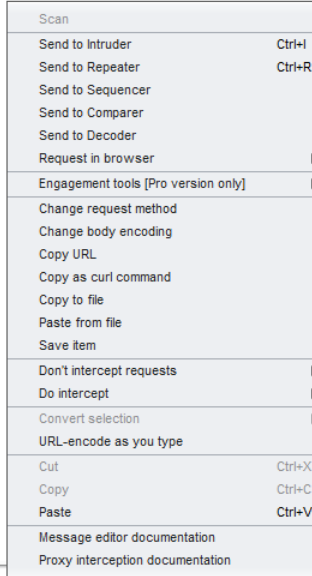 Scan
Send to Intruder Ctrl+I
Send to Repeater Ctrl+R
Send to Sequencer
Send to Comparer
Send to Decoder
Request in browser
Engagement tools [Pro version only]
Change request method
Change body encoding
Copy URL
Copy as curl command
Copy to file
Paste from file
Save item
Don't intercept requests
Do intercept
Convert selection
URL-encode as you type
Cut Ctrl+X
Copy Ctrl+C
Paste Ctrl+V
Message editor documentation
Proxy interception documentation